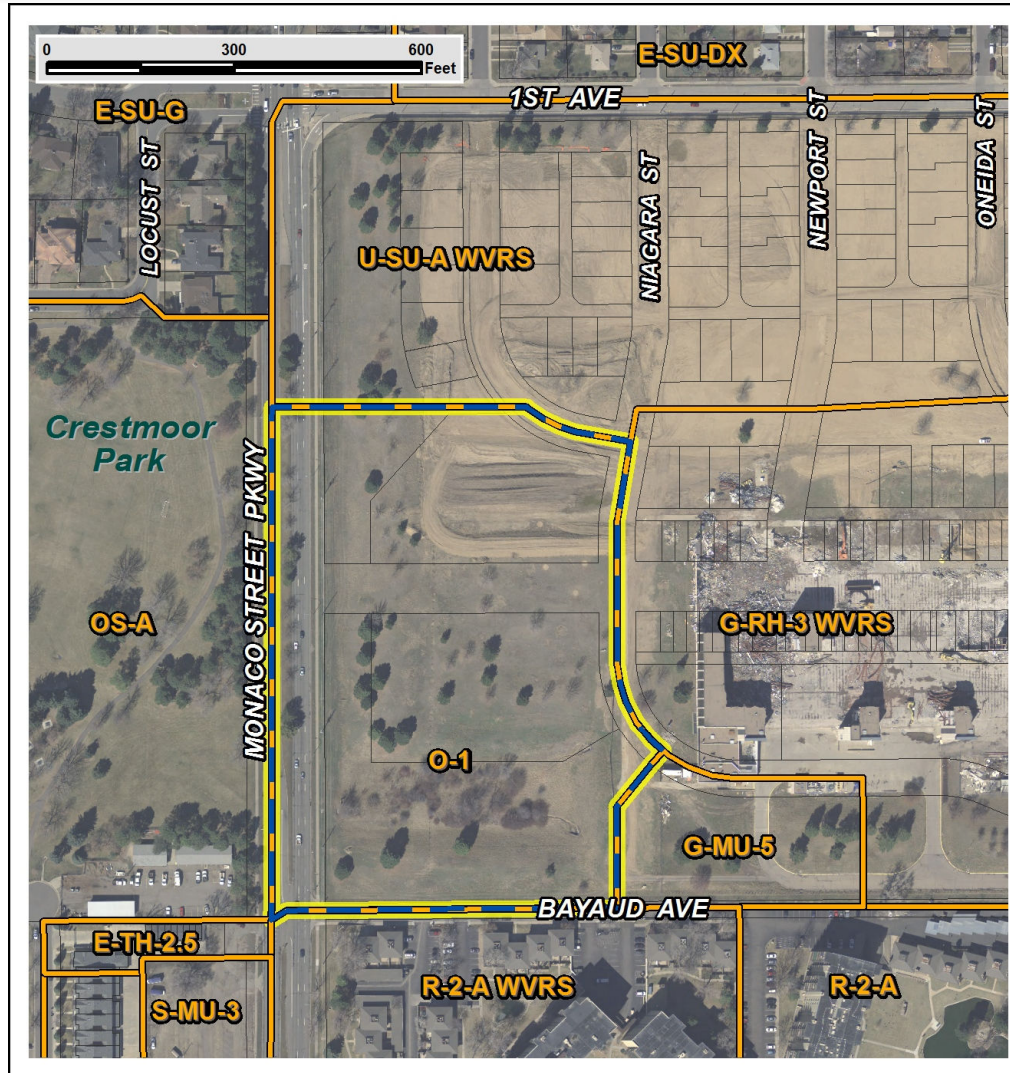 0 300 600
Feet
E-SU-DX
1ST AVE
E-SU-G
LOCUST ST
NIAGARA ST
NEWPORT ST
ONEIDA ST
U-SU-A WVRS
Crestmoor
Park
MONACO STREET PKWY
OS-A
G-RH-3 WVRS
O-1
G-MU-5
BAYAUD AVE
E-TH-2.5
R-2-A WVRS
R-2-A
S-MU-3